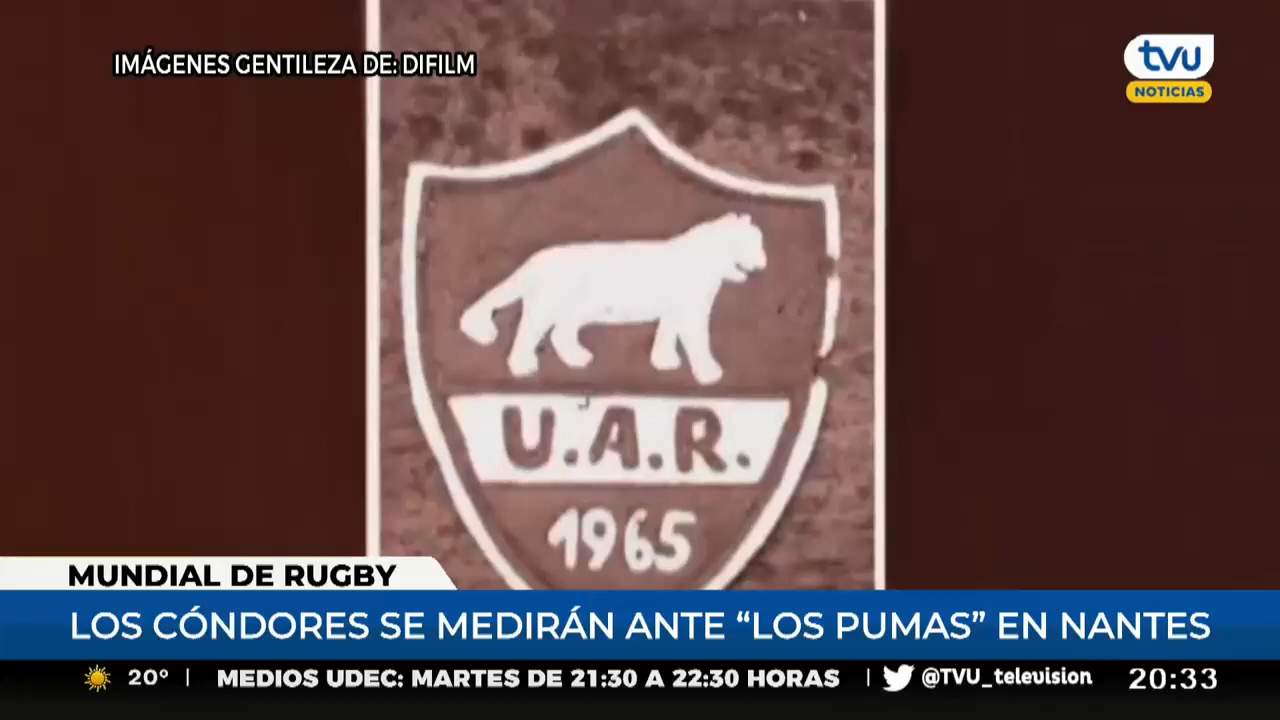 IMÁGENES GENTILEZA DE: DIFILM
tvu
NOTICIAS
U.A.R.
1965
MUNDIAL DE RUGBY
LOS CÓNDORES SE MEDIRÁN ANTE “LOS PUMAS” EN NANTES
20° | MEDIOS UDEC: MARTES DE 21:30 A 22:30 HORAS | @TVU_television 20:33